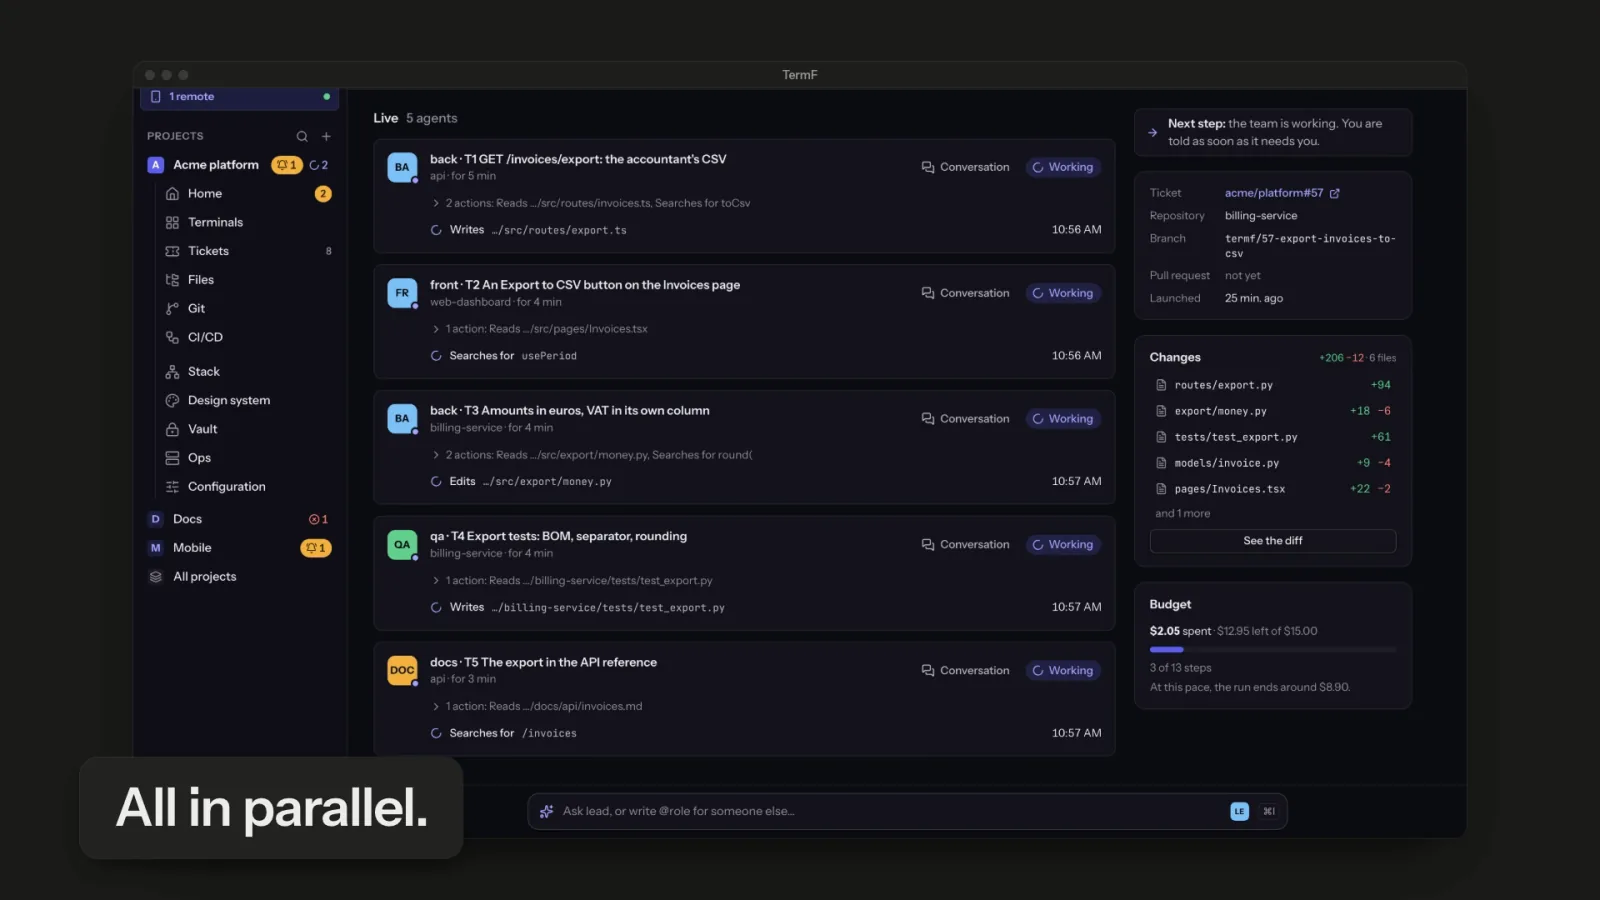 TermF
1 remote
PROJECTS
A Acme platform 1 2
Home 2
Terminals
Tickets 8
Files
Git
CI/CD
Stack
Design system
Vault
Ops
Configuration
D Docs 1
M Mobile 1
All projects
Live 5 agents
BA back · T1 GET /invoices/export: the accountant's CSV
Conversation Working
api · for 5 min
2 actions: Reads …/src/routes/invoices.ts, Searches for toCsv
Writes …/src/routes/export.ts 10:56 AM
FR front · T2 An Export to CSV button on the Invoices page
Conversation Working
web-dashboard · for 4 min
1 action: Reads …/src/pages/Invoices.tsx
Searches for usePeriod 10:56 AM
BA back · T3 Amounts in euros, VAT in its own column
Conversation Working
billing-service · for 4 min
2 actions: Reads …/src/export/money.py, Searches for round(
Edits …/src/export/money.py 10:57 AM
QA qa · T4 Export tests: BOM, separator, rounding
Conversation Working
billing-service · for 4 min
1 action: Reads …/billing-service/tests/test_export.py
Writes …/billing-service/tests/test_export.py 10:57 AM
DOC docs · T5 The export in the API reference
Conversation Working
api · for 3 min
1 action: Reads …/docs/api/invoices.md
Searches for /invoices 10:57 AM
Next step: the team is working. You are
told as soon as it needs you.
Ticket acme/platform#57
Repository billing-service
Branch termf/57-export-invoices-to-
csv
Pull request not yet
Launched 25 min. ago
Changes +206 −12 · 6 files
routes/export.py +94
export/money.py +18 −6
tests/test_export.py +61
models/invoice.py +9 −4
pages/Invoices.tsx +22 −2
and 1 more
See the diff
Budget
$2.05 spent · $12.95 left of $15.00
3 of 13 steps
At this pace, the run ends around $8.90.
Ask lead, or write @role for someone else… LE ⌘I
All in parallel.